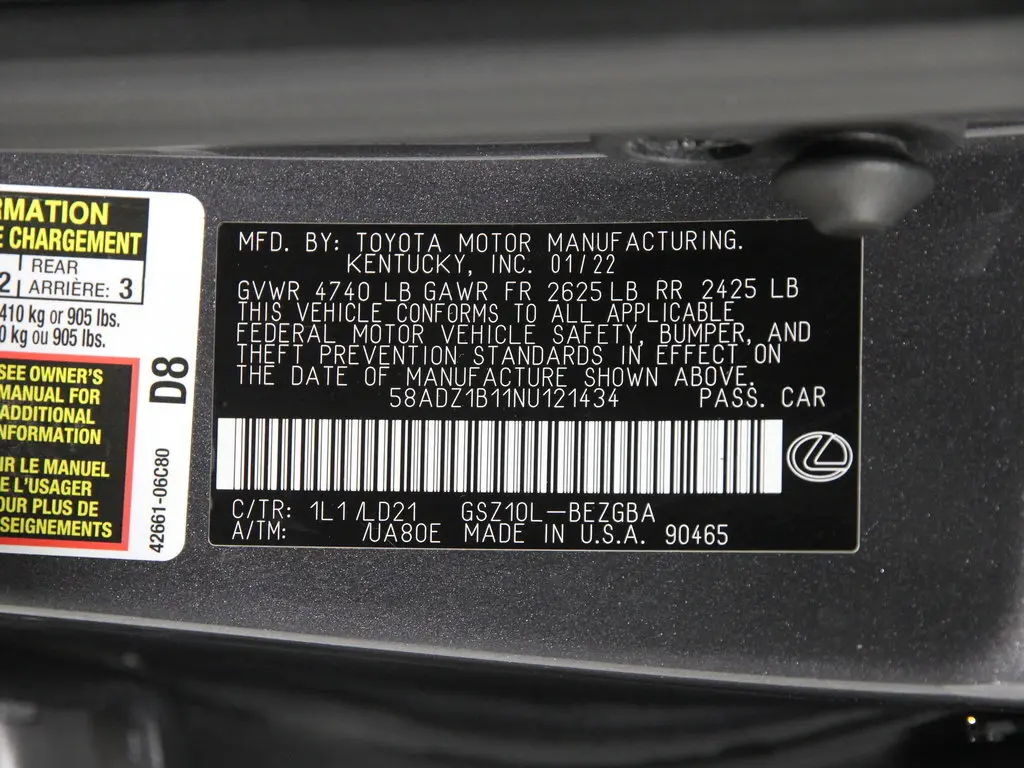 RMATION
E CHARGEMENT
2 REAR
ARRIÈRE: 3
410 kg or 905 lbs.
0 kg ou 905 lbs.
SEE OWNER'S
MANUAL FOR
ADDITIONAL
NFORMATION
IR LE MANUEL
E L'USAGER
OUR PLUS DE
SEIGNEMENTS
D8
42661-06C80
MFD. BY: TOYOTA MOTOR MANUFACTURING.
KENTUCKY, INC. 01/22
GVWR 4740 LB GAWR FR 2625 LB RR 2425 LB
THIS VEHICLE CONFORMS TO ALL APPLICABLE
FEDERAL MOTOR VEHICLE SAFETY, BUMPER, AND
THEFT PREVENTION STANDARDS IN EFFECT ON
THE DATE OF MANUFACTURE SHOWN ABOVE.
58ADZ1B11NU121434 PASS. CAR
C/TR: 1L1 /LD21 GSZ10L-BEZGBA
A/TM: /UA80E MADE IN U.S.A. 90465